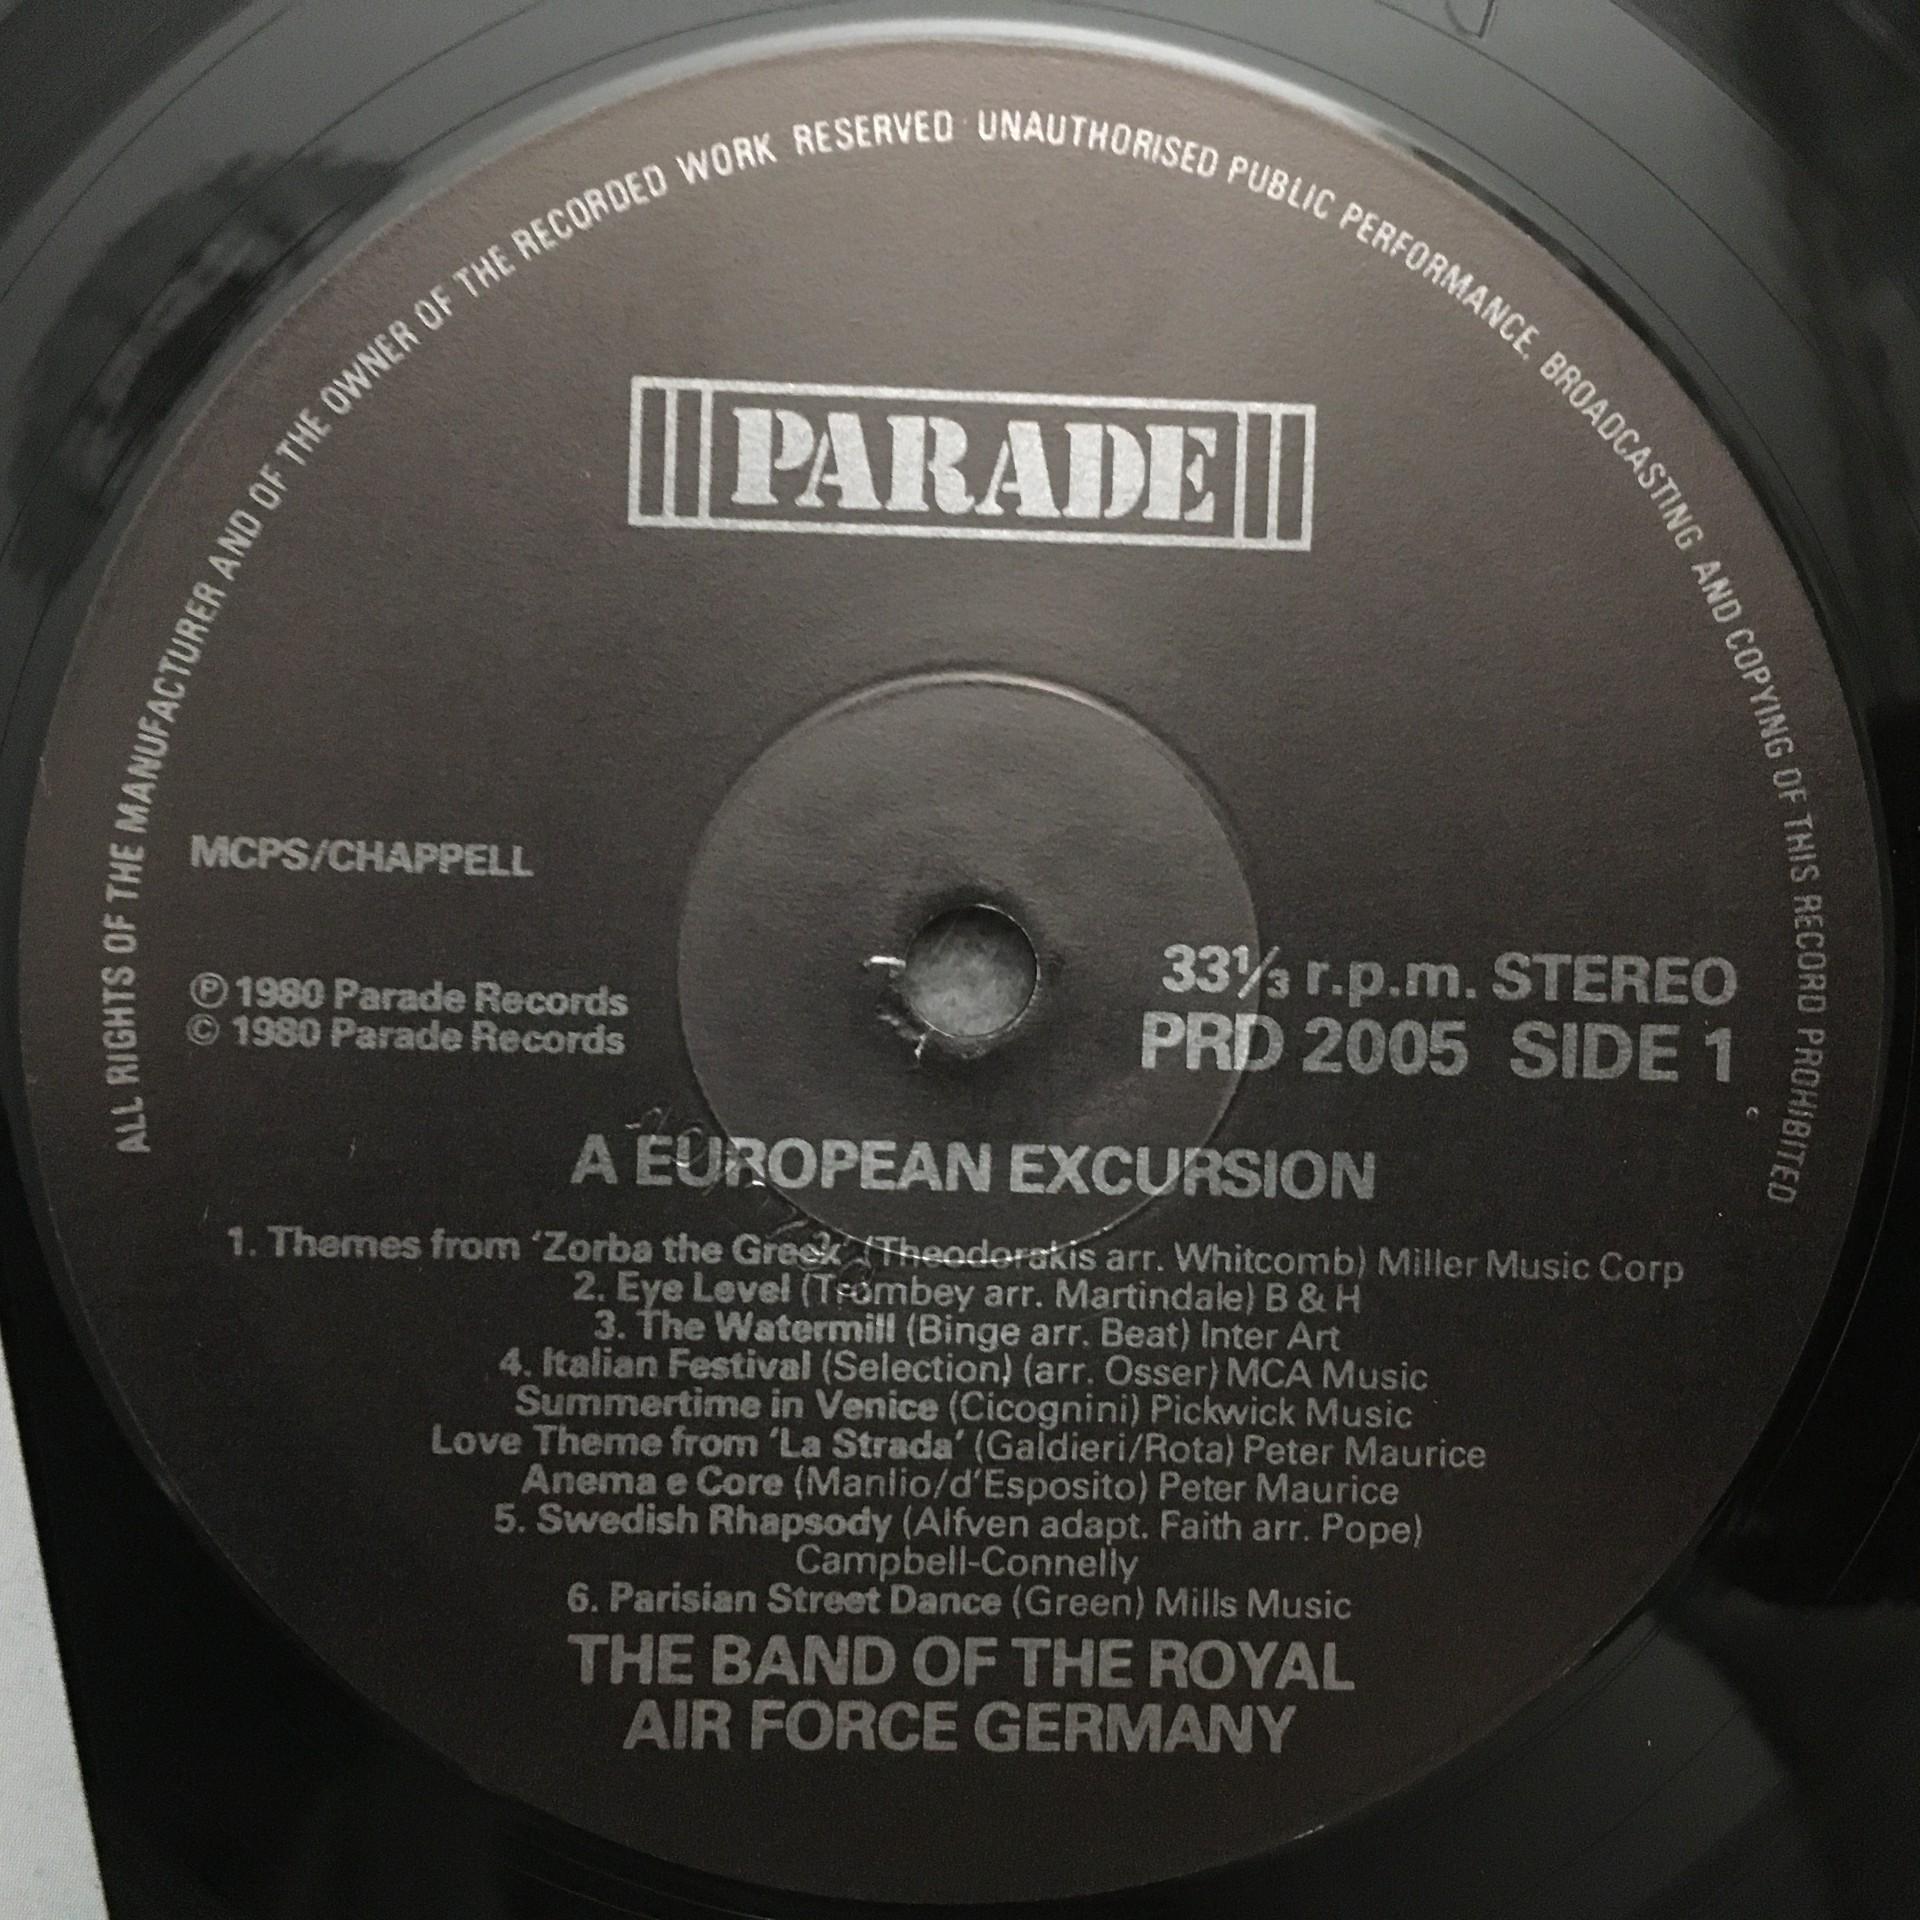 ALL RIGHTS OF THE MANUFACTURER AND OF THE OWNER OF THE RECORDED WORK RESERVED UNAUTHORISED PUBLIC PERFORMANCE, BROADCASTING AND COPYING OF THIS RECORD PROHIBITED
PARADE
MCPS/CHAPPELL
℗ 1980 Parade Records
© 1980 Parade Records
33⅓ r.p.m. STEREO
PRD 2005 SIDE 1
A EUROPEAN EXCURSION
1. Themes from ‘Zorba the Greek’ (Theodorakis arr. Whitcomb) Miller Music Corp
2. Eye Level (Trombey arr. Martindale) B & H
3. The Watermill (Binge arr. Beat) Inter Art
4. Italian Festival (Selection) (arr. Osser) MCA Music
Summertime in Venice (Cicognini) Pickwick Music
Love Theme from ‘La Strada’ (Galdieri/Rota) Peter Maurice
Anema e Core (Manlio/d’Esposito) Peter Maurice
5. Swedish Rhapsody (Alfven adapt. Faith arr. Pope)
Campbell-Connelly
6. Parisian Street Dance (Green) Mills Music
THE BAND OF THE ROYAL
AIR FORCE GERMANY